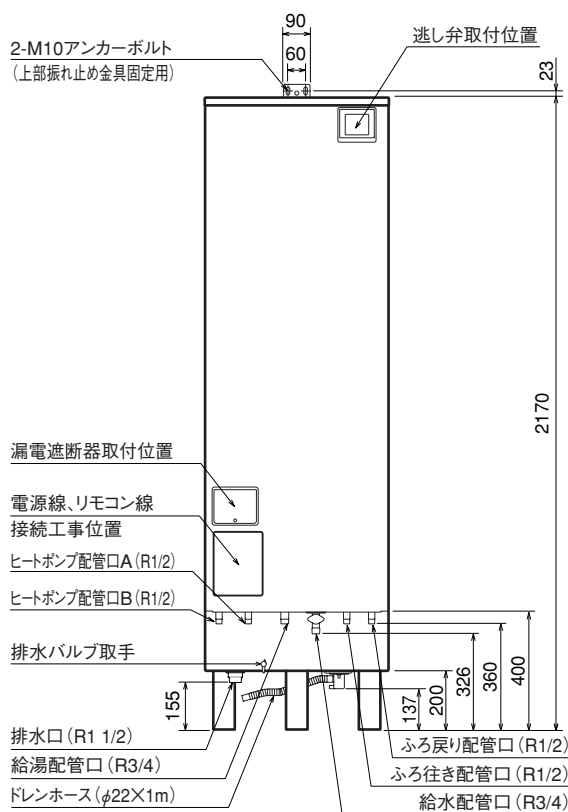 90
60
2-M10アンカーボルト
(上部振れ止め金具固定用)
逃し弁取付位置
23
2170
漏電遮断器取付位置
電源線、リモコン線
接続工事位置
ヒートポンプ配管口A(R1/2)
ヒートポンプ配管口B(R1/2)
排水バルブ取手
155
137
200
326
360
400
排水口(R1 1/2)
給湯配管口(R3/4)
ドレンホース(φ22×1m)
ふろ戻り配管口(R1/2)
ふろ往き配管口(R1/2)
給水配管口(R3/4)